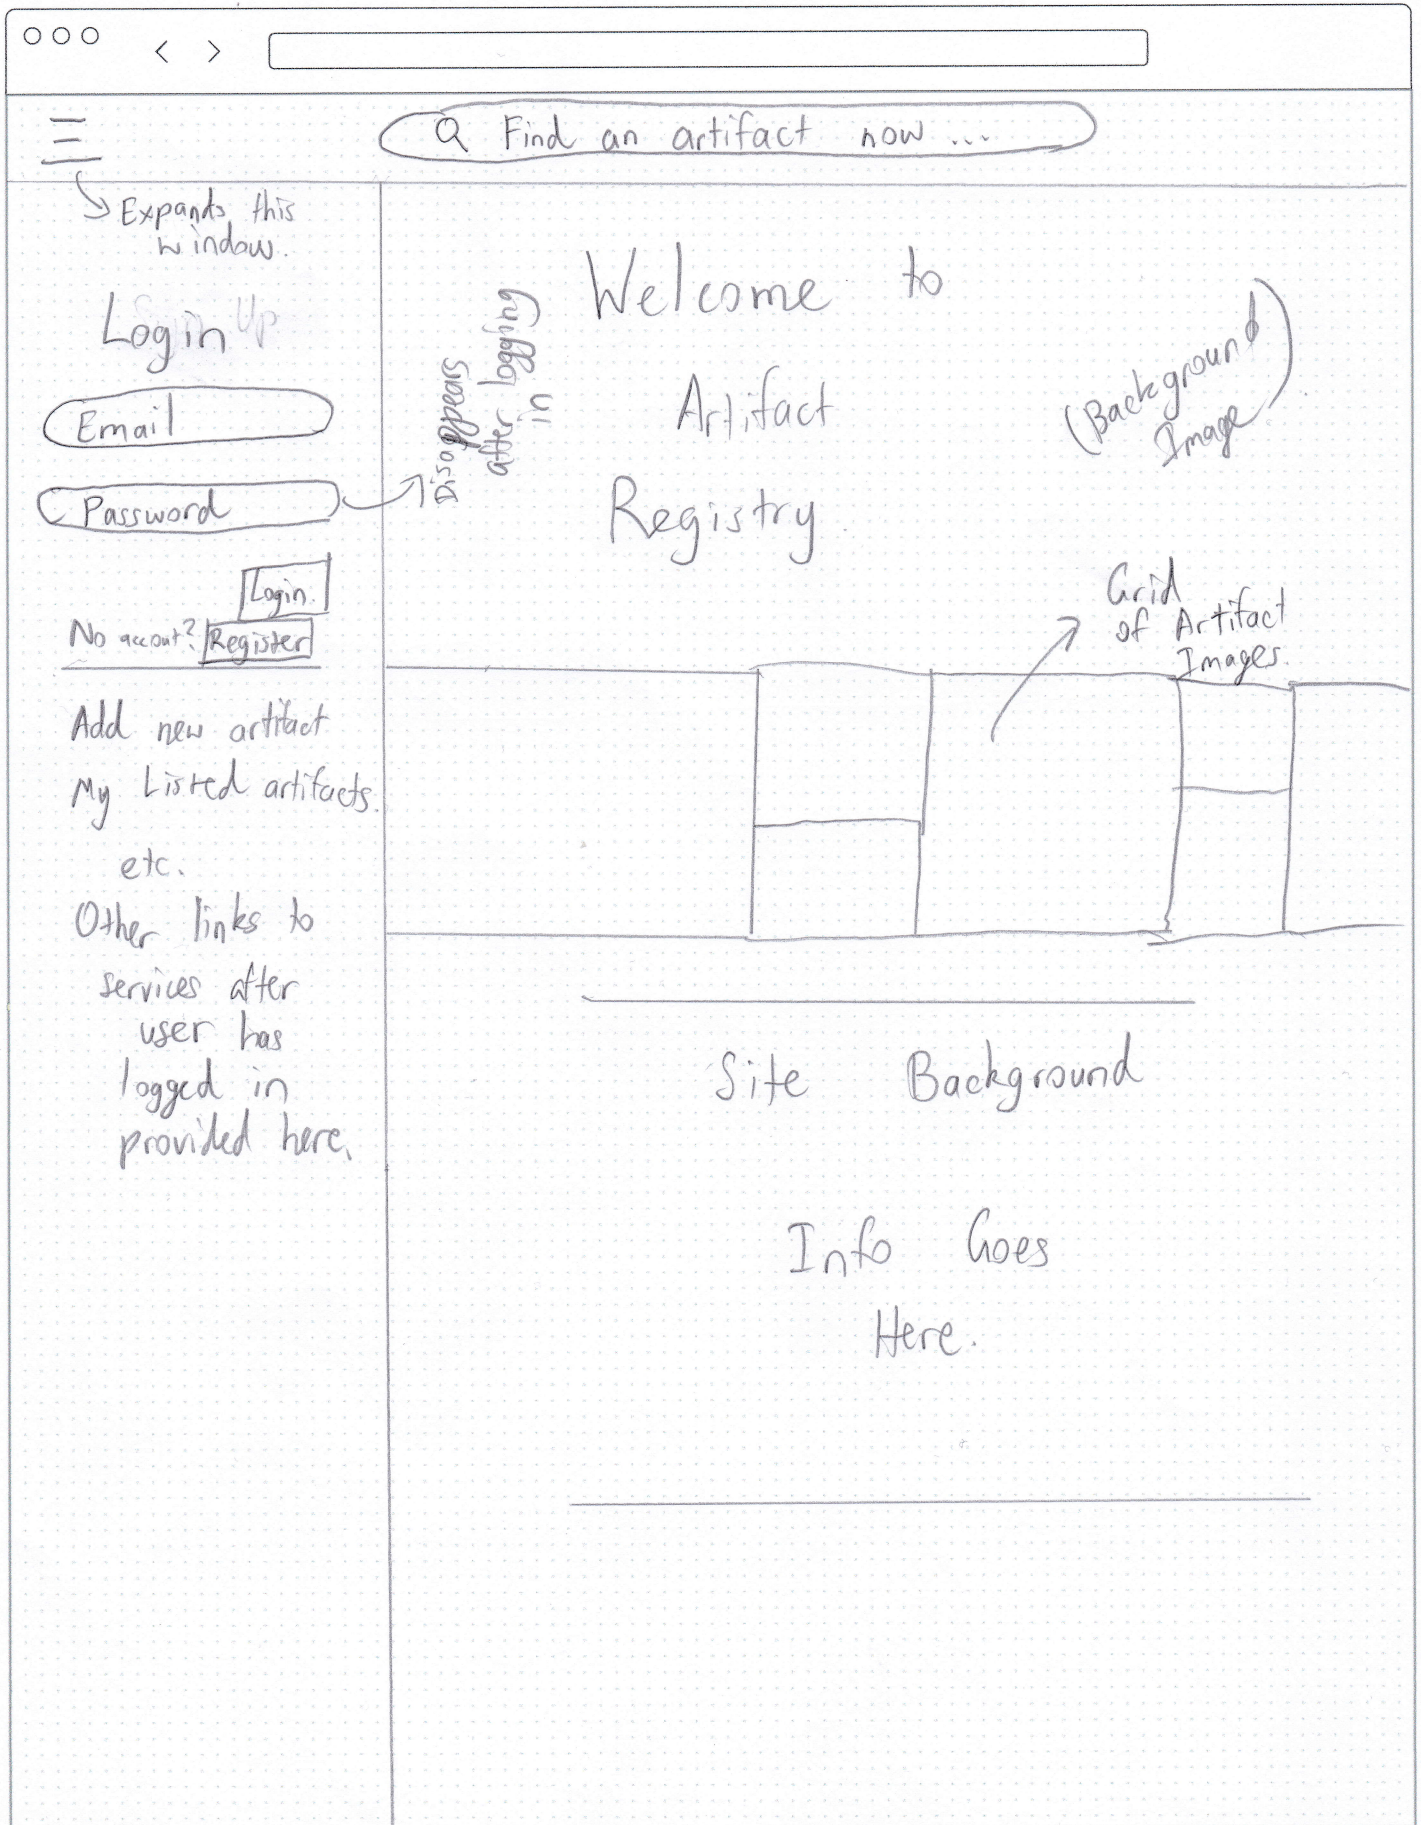 Find an artifact now ...
Expands this
window.
Login
Email
Password
Login
No accout? Register
Add new artifact
My Listed artifacts.
etc.
Other links to
services after
user has
logged in
provided here.
Disappears
after logging
in
Welcome to
Artifact
Registry
(Background
Image)
Grid
of Artifact
Images.
Site Background
Info Goes
Here.